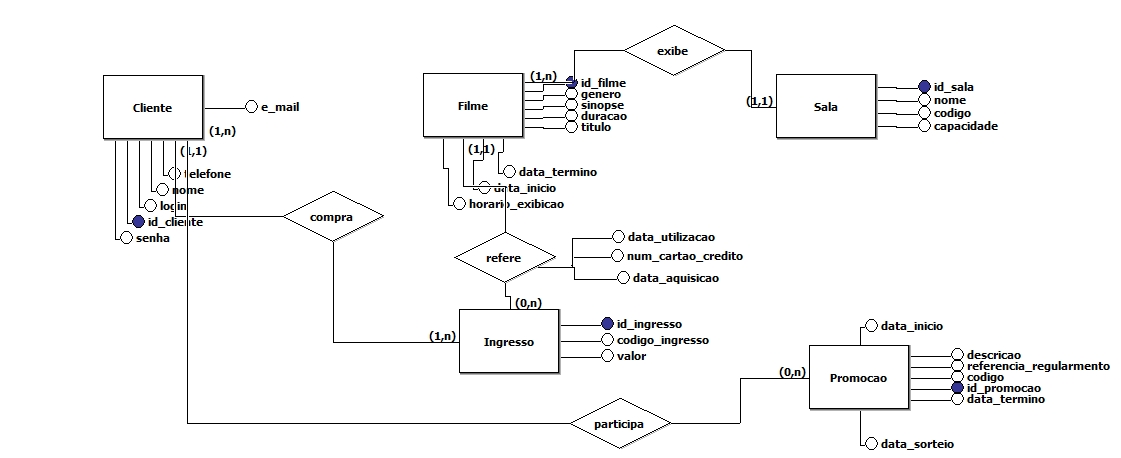 exibe
Cliente
e_mail
(1,n)
(1,1)
telefone
nome
login
id_cliente
senha
Filme
(1,n)
id_filme
genero
sinopse
duracao
titulo
(1,1)
data_termino
data_inicio
horario_exibicao
(1,1)
Sala
id_sala
nome
codigo
capacidade
compra
refere
data_utilizacao
num_cartao_credito
data_aquisicao
(0,n)
(1,n)
Ingresso
id_ingresso
codigo_ingresso
valor
data_inicio
(0,n)
Promocao
descricao
referencia_regularmento
codigo
id_promocao
data_termino
data_sorteio
participa